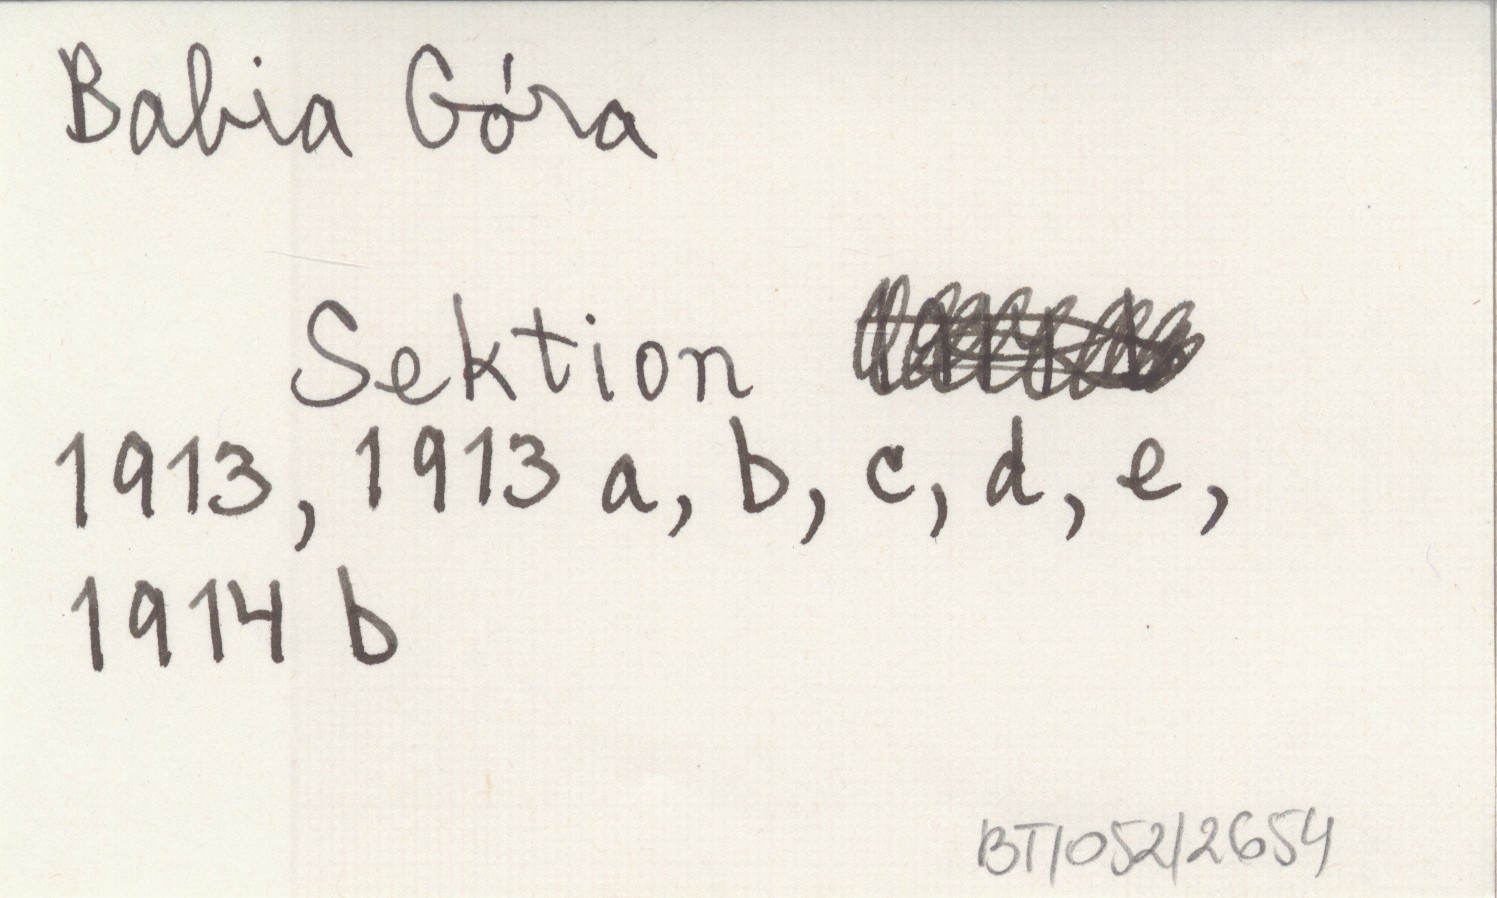 Babia Góra
Sektion
1913, 1913 a, b, c, d, e,
1914 b
BT/052/2654